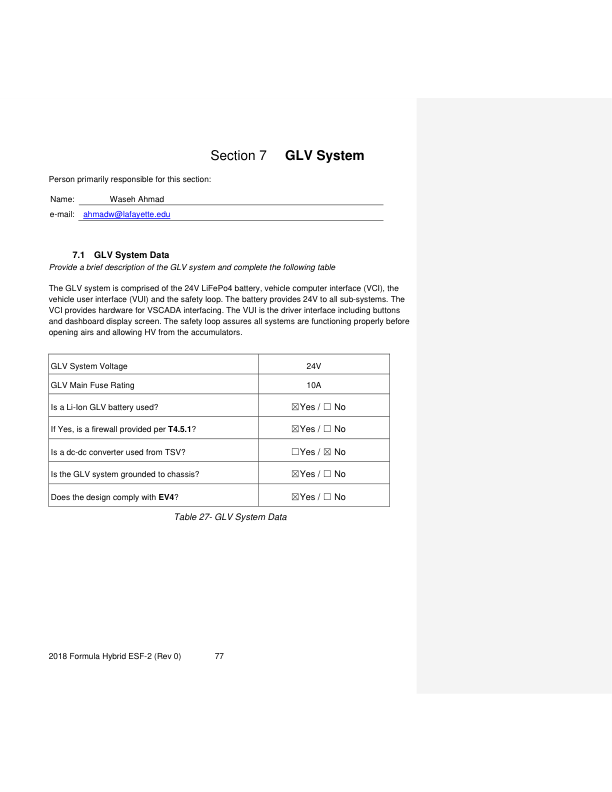 Section 7 GLV System
Person primarily responsible for this section:
Name: Waseh Ahmad
e-mail: ahmadw@lafayette.edu
7.1 GLV System Data
Provide a brief description of the GLV system and complete the following table
The GLV system is comprised of the 24V LiFePo4 battery, vehicle computer interface (VCI), the
vehicle user interface (VUI) and the safety loop. The battery provides 24V to all sub-systems. The
VCI provides hardware for VSCADA interfacing. The VUI is the driver interface including buttons
and dashboard display screen. The safety loop assures all systems are functioning properly before
opening airs and allowing HV from the accumulators.
GLV System Voltage 24V
GLV Main Fuse Rating 10A
Is a Li-Ion GLV battery used? ☒Yes / ☐ No
If Yes, is a firewall provided per T4.5.1? ☒Yes / ☐ No
Is a dc-dc converter used from TSV? ☐Yes / ☒ No
Is the GLV system grounded to chassis? ☒Yes / ☐ No
Does the design comply with EV4? ☒Yes / ☐ No
Table 27- GLV System Data
2018 Formula Hybrid ESF-2 (Rev 0) 77